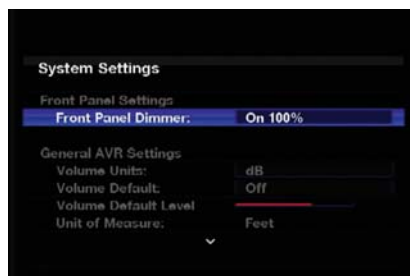 System Settings
Front Panel Settings
Front Panel Dimmer: On 100%
General AVR Settings
Volume Units: dB
Volume Default: Off
Volume Default Level
Unit of Measure: Feet